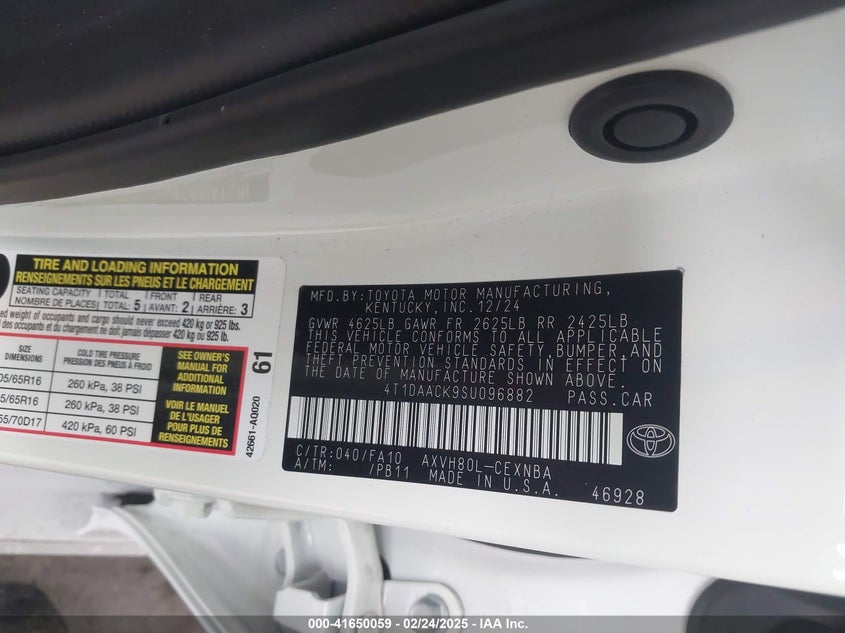 TIRE AND LOADING INFORMATION
RENSEIGNEMENTS SUR LES PNEUS ET LE CHARGEMENT
SEATING CAPACITY TOTAL 5 FRONT 2 REAR 3
NOMBRE DE PLACES TOTAL AVANT: ARRIÈRE:
weight of occupants and cargo should never exceed 420 kg or 925 lbs.
des occupants et du chargement ne doit jamais dépasser 420 kg ou 925 lb.
SIZE
DIMENSIONS
COLD TIRE PRESSURE
PRESSION DES PNEUS À FROID
5/65R16 260 kPa, 38 PSI
5/65R16 260 kPa, 38 PSI
55/70D17 420 kPa, 60 PSI
SEE OWNER'S
MANUAL FOR
ADDITIONAL
INFORMATION
VOIR LE MANUEL
DE L'USAGER
POUR PLUS DE
RENSEIGNEMENTS
42661-A0020
61
MFD.BY:TOYOTA MOTOR MANUFACTURING,
KENTUCKY,INC.12/24
GVWR 4625LB GAWR FR 2625LB RR 2425LB
THIS VEHICLE CONFORMS TO ALL APPLICABLE
FEDERAL MOTOR VEHICLE SAFETY,BUMPER,AND
THEFT PREVENTION STANDARDS IN EFFECT ON
THE DATE OF MANUFACTURE SHOWN ABOVE.
4T1DAACK9SU096882 PASS.CAR
C/TR:040/FA10 AXVH80L-CEXNBA
A/TM: /PB11 MADE IN U.S.A.
46928
000-41650059 - 02/24/2025 - IAA Inc.